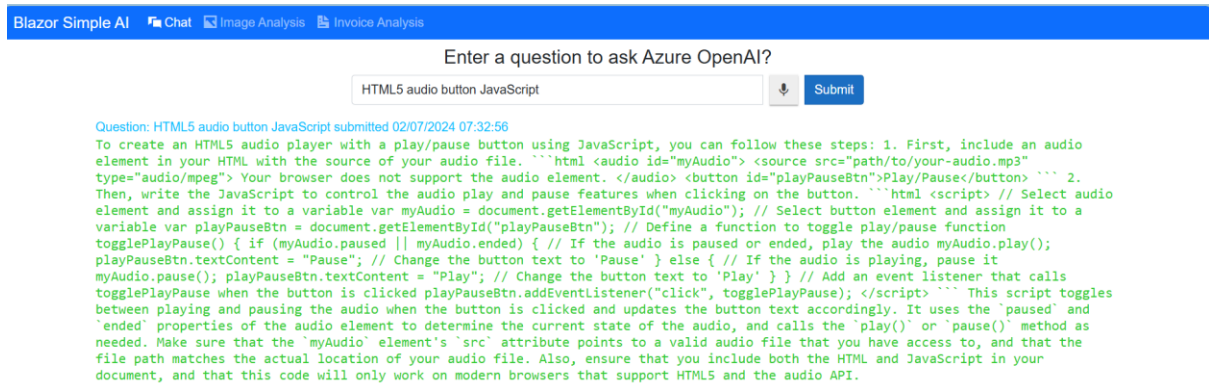 Blazor Simple AI Chat Image Analysis Invoice Analysis
Enter a question to ask Azure OpenAI?
HTML5 audio button JavaScript Submit
Question: HTML5 audio button JavaScript submitted 02/07/2024 07:32:56
To create an HTML5 audio player with a play/pause button using JavaScript, you can follow these steps: 1. First, include an audio
element in your HTML with the source of your audio file. ```html <audio id="myAudio"> <source src="path/to/your-audio.mp3"
type="audio/mpeg"> Your browser does not support the audio element. </audio> <button id="playPauseBtn">Play/Pause</button> ``` 2.
Then, write the JavaScript to control the audio play and pause features when clicking on the button. ```html <script> // Select audio
element and assign it to a variable var myAudio = document.getElementById("myAudio"); // Select button element and assign it to a
variable var playPauseBtn = document.getElementById("playPauseBtn"); // Define a function to toggle play/pause function
togglePlayPause() { if (myAudio.paused || myAudio.ended) { // If the audio is paused or ended, play the audio myAudio.play();
playPauseBtn.textContent = "Pause"; // Change the button text to 'Pause' } else { // If the audio is playing, pause it
myAudio.pause(); playPauseBtn.textContent = "Play"; // Change the button text to 'Play' } } // Add an event listener that calls
togglePlayPause when the button is clicked playPauseBtn.addEventListener("click", togglePlayPause); </script> ``` This script toggles
between playing and pausing the audio when the button is clicked and updates the button text accordingly. It uses the `paused` and
`ended` properties of the audio element to determine the current state of the audio, and calls the `play()` or `pause()` method as
needed. Make sure that the `myAudio` element's `src` attribute points to a valid audio file that you have access to, and that the
file path matches the actual location of your audio file. Also, ensure that you include both the HTML and JavaScript in your
document, and that this code will only work on modern browsers that support HTML5 and the audio API.